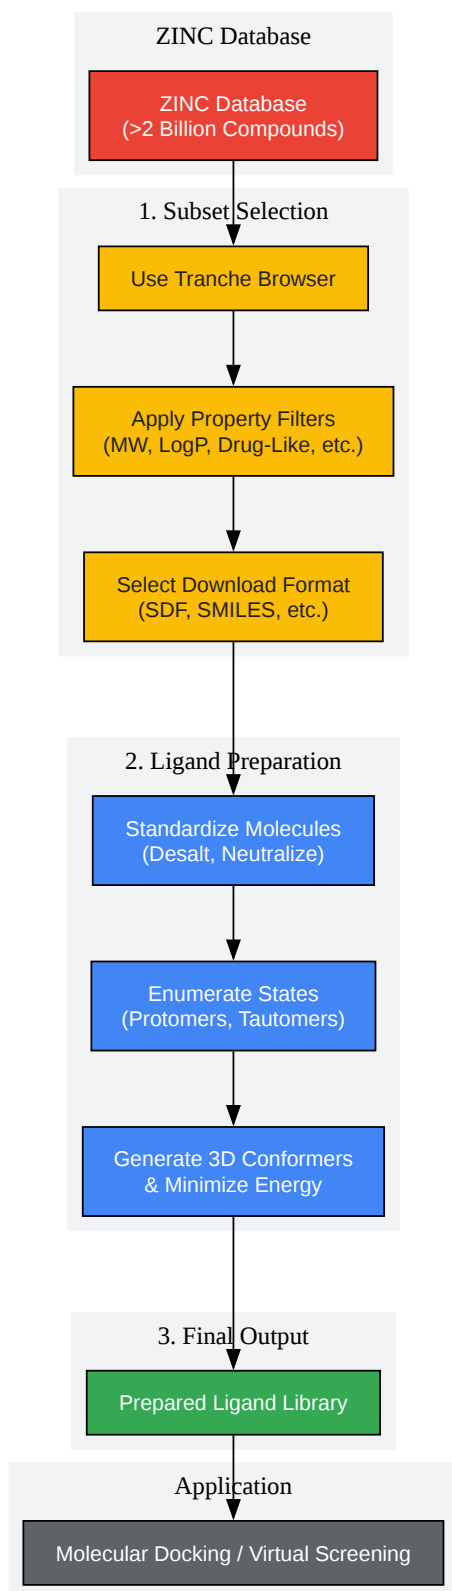 ZINC Database
ZINC Database
(>2 Billion Compounds)
1. Subset Selection
Use Tranche Browser
Apply Property Filters
(MW, LogP, Drug-Like, etc.)
Select Download Format
(SDF, SMILES, etc.)
2. Ligand Preparation
Standardize Molecules
(Desalt, Neutralize)
Enumerate States
(Protomers, Tautomers)
Generate 3D Conformers
& Minimize Energy
3. Final Output
Prepared Ligand Library
Application
Molecular Docking / Virtual Screening